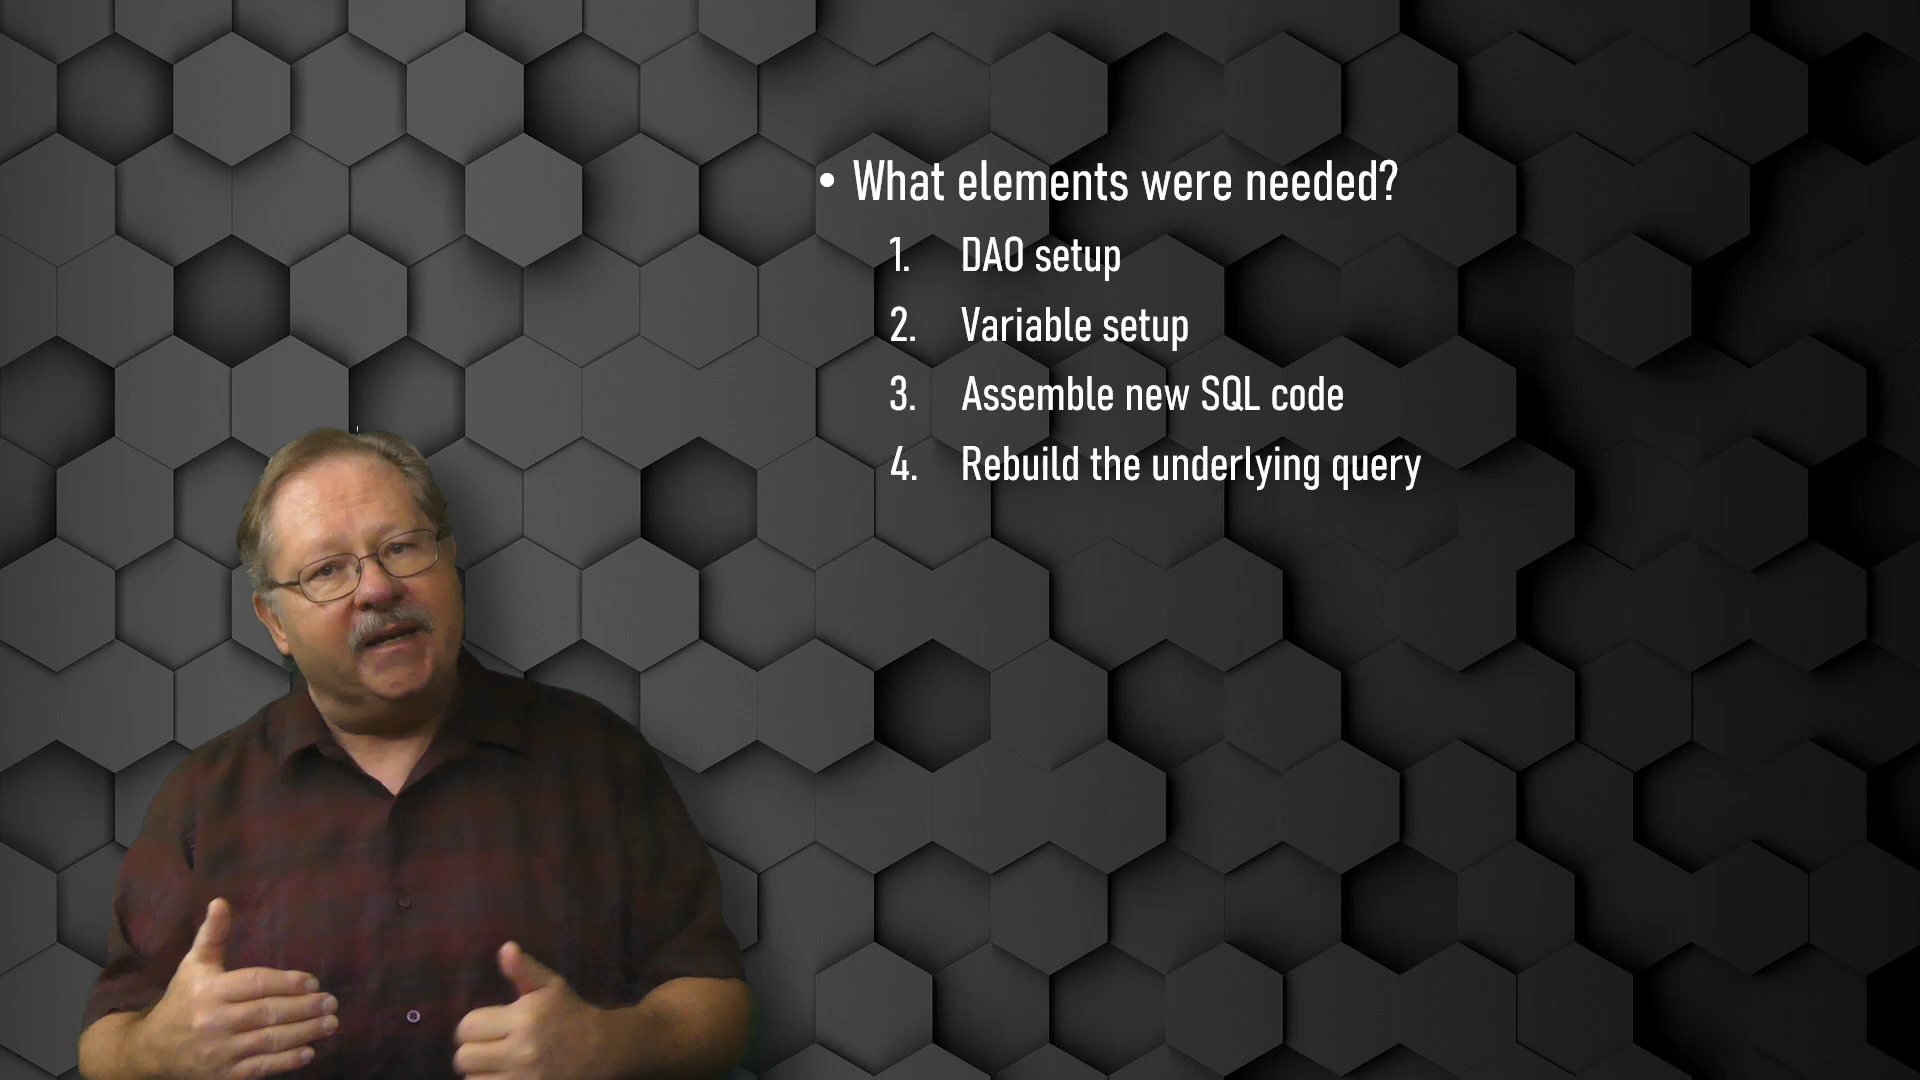 • What elements were needed?
1. DAO setup
2. Variable setup
3. Assemble new SQL code
4. Rebuild the underlying query